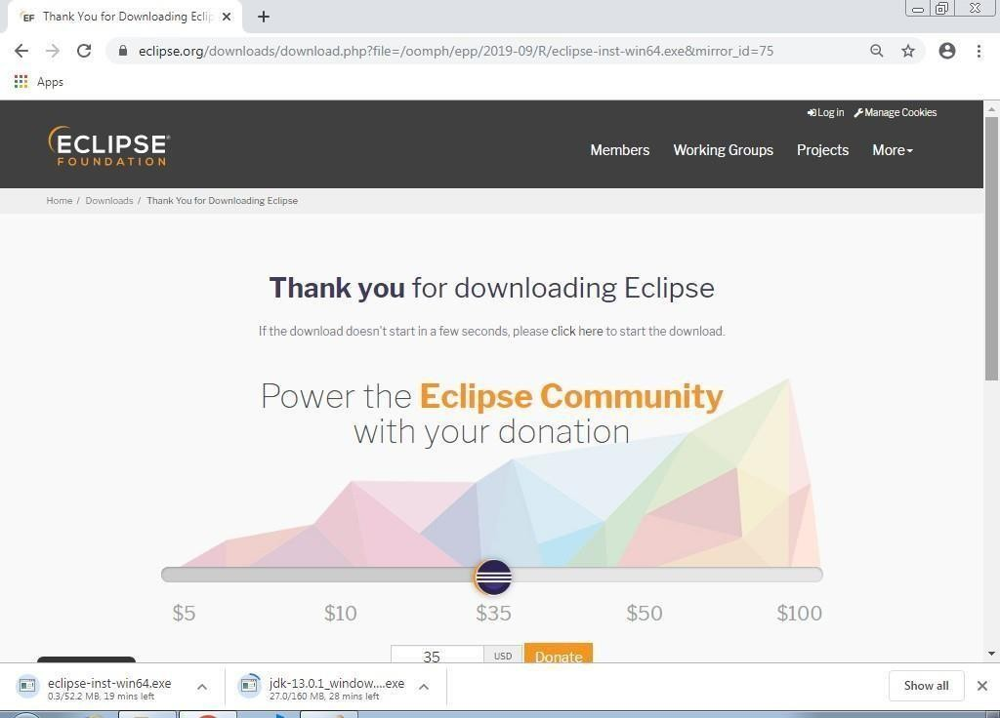 EF Thank You for Downloading Eclip
eclipse.org/downloads/download.php?file=/oomph/epp/2019-09/R/eclipse-inst-win64.exe&mirror_id=75
Apps
Log in Manage Cookies
ECLIPSE
FOUNDATION
Members Working Groups Projects More
Home / Downloads / Thank You for Downloading Eclipse
Thank you for downloading Eclipse
If the download doesn't start in a few seconds, please click here to start the download.
Power the Eclipse Community
with your donation
$5 $10 $35 $50 $100
35 USD Donate
eclipse-inst-win64.exe
0.3/52.2 MB, 19 mins left
jdk-13.0.1_window....exe
27.0/160 MB, 28 mins left
Show all